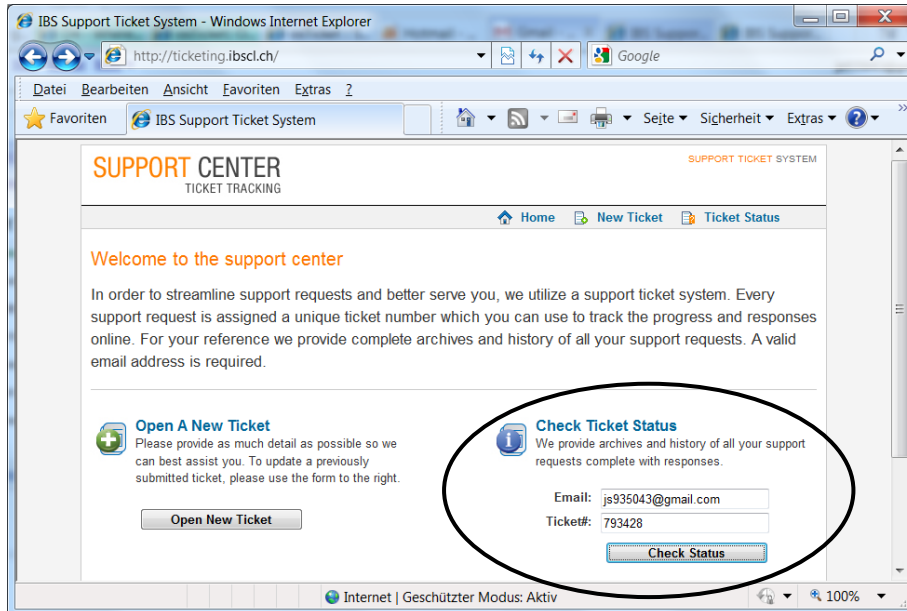 IBS Support Ticket System - Windows Internet Explorer
http://ticketing.ibscl.ch/
Google
Datei Bearbeiten Ansicht Favoriten Extras ?
Favoriten IBS Support Ticket System Seite Sicherheit Extras
SUPPORT CENTER
TICKET TRACKING
SUPPORT TICKET SYSTEM
Home New Ticket Ticket Status
Welcome to the support center
In order to streamline support requests and better serve you, we utilize a support ticket system. Every
support request is assigned a unique ticket number which you can use to track the progress and responses
online. For your reference we provide complete archives and history of all your support requests. A valid
email address is required.
Open A New Ticket
Please provide as much detail as possible so we
can best assist you. To update a previously
submitted ticket, please use the form to the right.
Open New Ticket
Check Ticket Status
We provide archives and history of all your support
requests complete with responses.
Email: js935043@gmail.com
Ticket#: 793428
Check Status
Internet | Geschützter Modus: Aktiv 100%